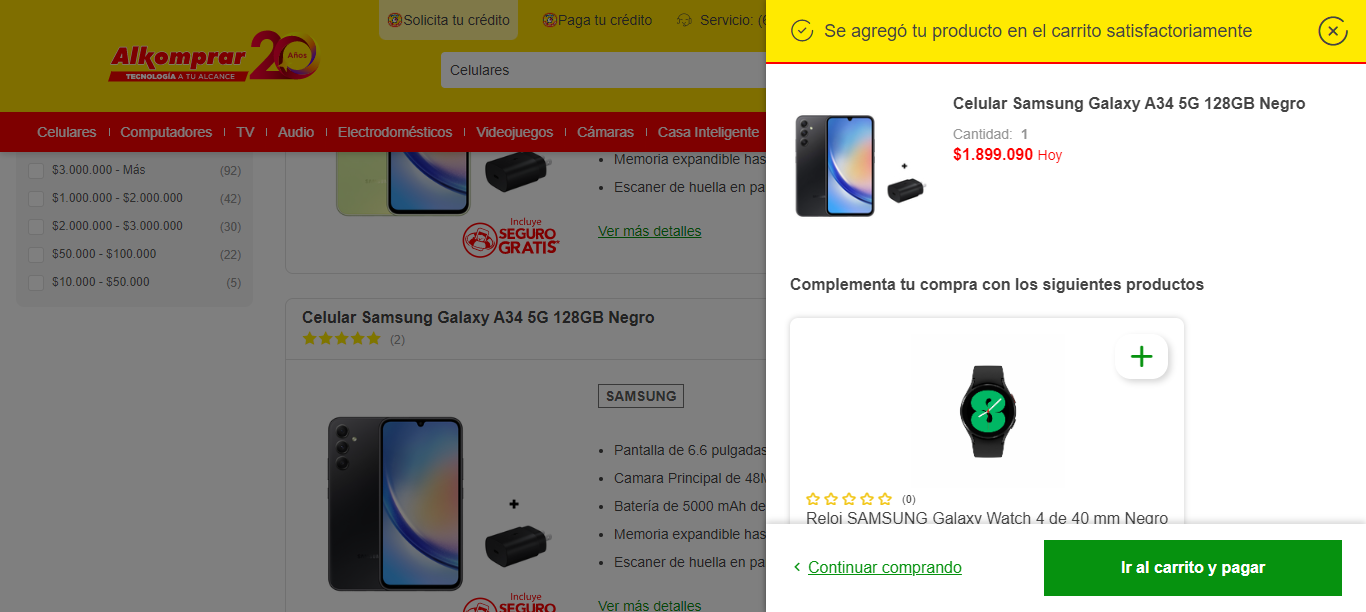 Solicita tu crédito
Paga tu crédito
Servicio: (6
Alkomprar
20
Años
TECNOLOGÍA A TU ALCANCE
Celulares
Celulares
Computadores
TV
Audio
Electrodomésticos
Videojuegos
Cámaras
Casa Inteligente
$3.000.000 - Más (92)
$1.000.000 - $2.000.000 (42)
$2.000.000 - $3.000.000 (30)
$50.000 - $100.000 (22)
$10.000 - $50.000 (5)
Memoria expandible has
Escaner de huella en pa
Incluye
SEGURO
GRATIS*
Ver más detalles
Celular Samsung Galaxy A34 5G 128GB Negro
(2)
SAMSUNG
Pantalla de 6.6 pulgadas
Camara Principal de 48M
Batería de 5000 mAh de
Memoria expandible has
Escaner de huella en pa
Incluye
SEGURO
Ver más detalles
Se agregó tu producto en el carrito satisfactoriamente
Celular Samsung Galaxy A34 5G 128GB Negro
Cantidad: 1
$1.899.090 Hoy
Complementa tu compra con los siguientes productos
(0)
Reloj SAMSUNG Galaxy Watch 4 de 40 mm Negro
Continuar comprando
Ir al carrito y pagar